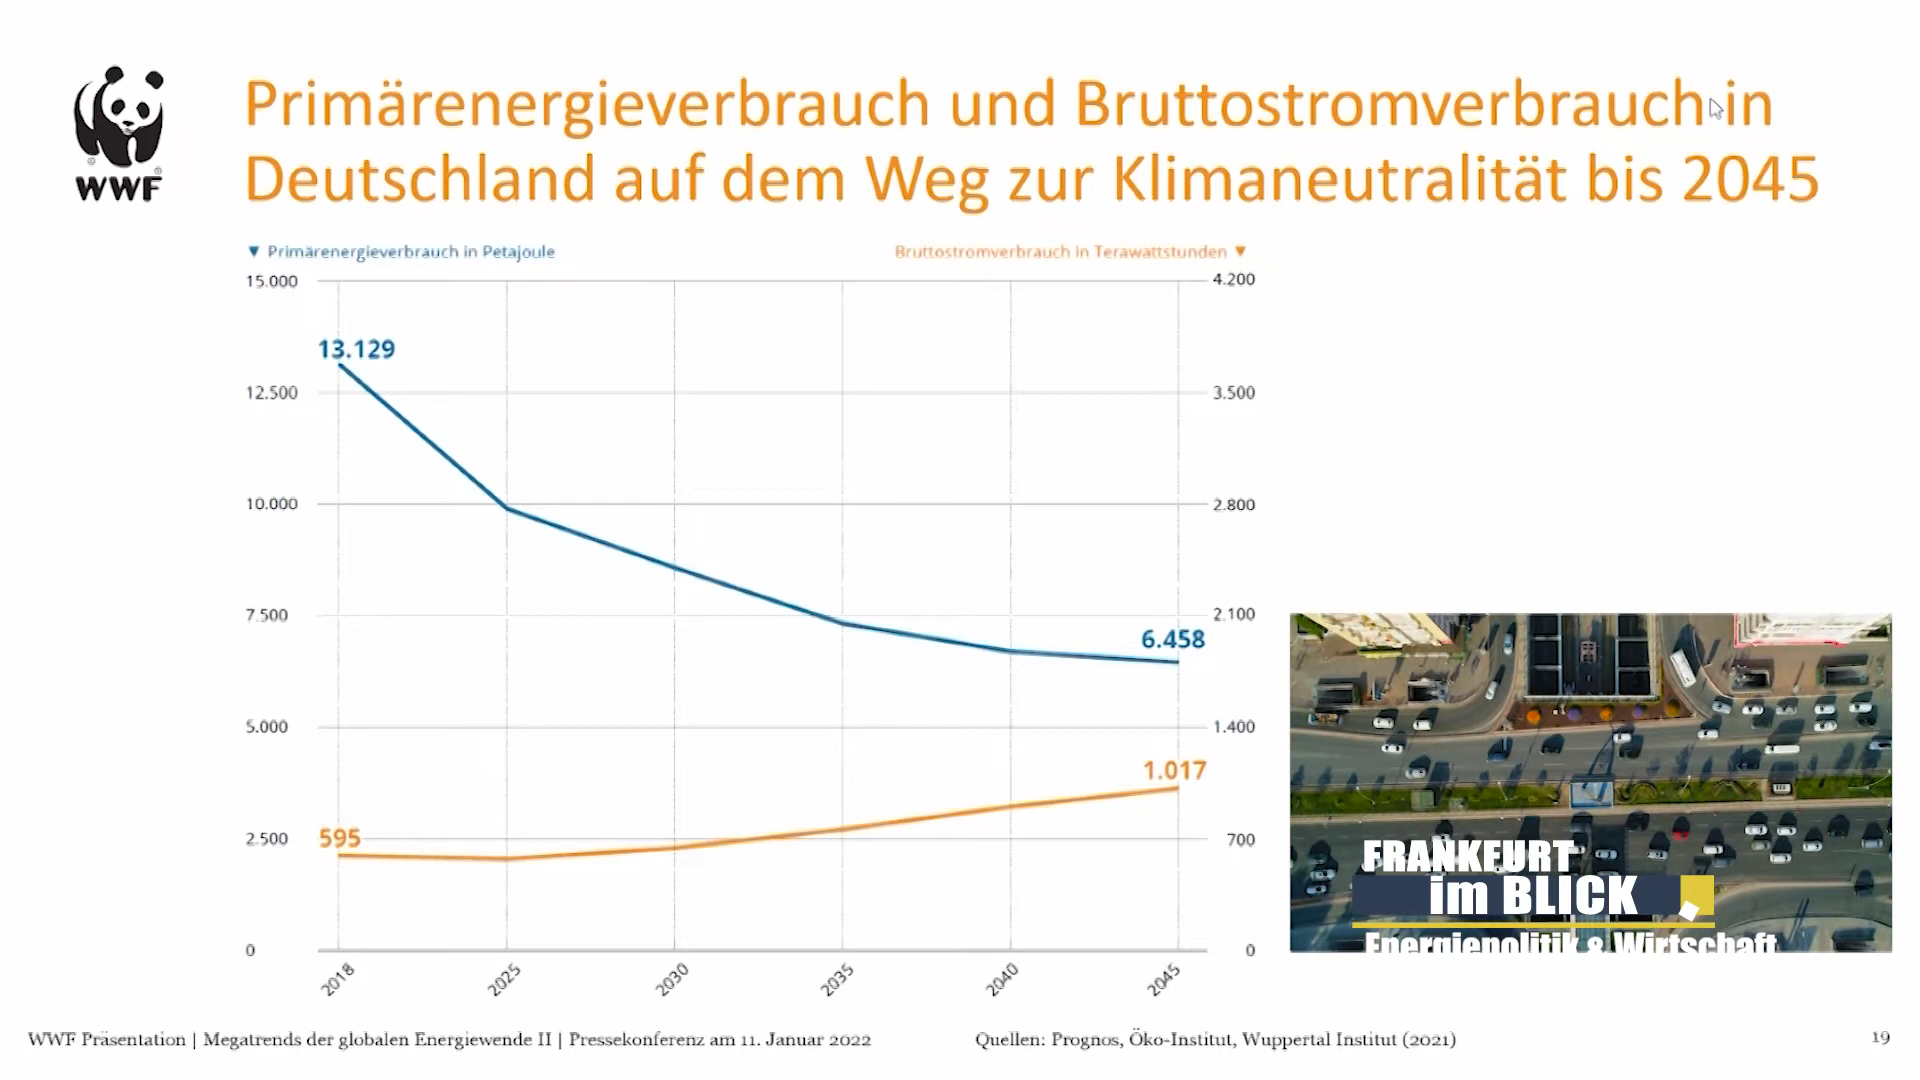 Primärenergieverbrauch und Bruttostromverbrauch in
Deutschland auf dem Weg zur Klimaneutralität bis 2045
® ®
WWF
▼ Primärenergieverbrauch in Petajoule
Bruttostromverbrauch in Terawattstunden ▼
15.000
4.200
13.129
12.500
3.500
10.000
2.800
7.500
2.100
6.458
5.000
1.400
1.017
595
2.500
700
0
0
2018
2025
2030
2035
2040
2045
FRANKFURT
im BLICK
Energiepolitik & Wirtschaft
WWF Präsentation | Megatrends der globalen Energiewende II | Pressekonferenz am 11. Januar 2022
Quellen: Prognos, Öko-Institut, Wuppertal Institut (2021)
19